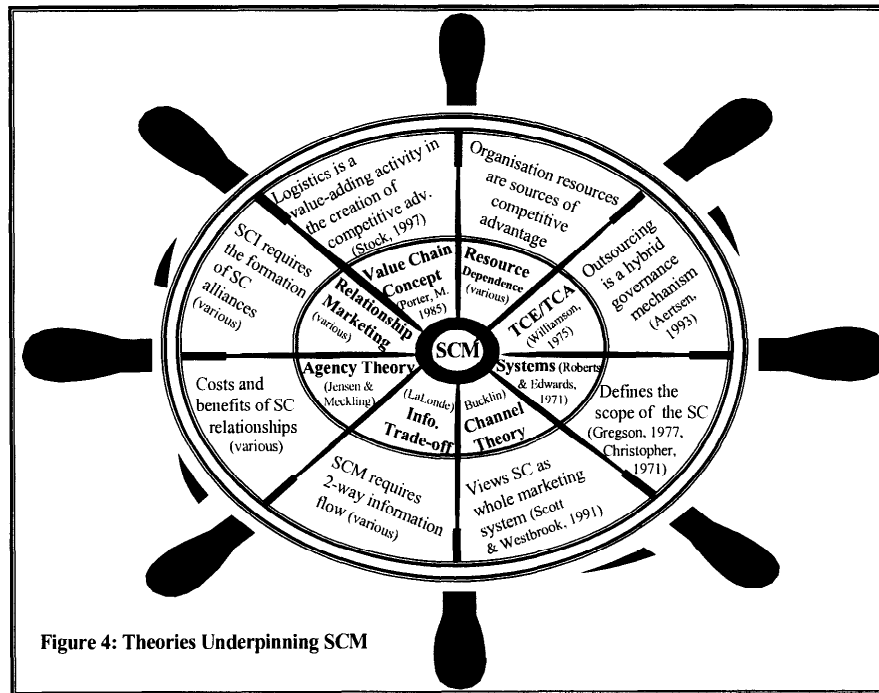 Logistics is a
value-adding activity in
the creation of
competitive adv.
(Stock, 1997)
Organisation resources
are sources of
competitive
advantage
Outsourcing
is a hybrid
governance
mechanism
(Aertsen,
1993)
Defines the
scope of the SC
(Gregson, 1977,
Christopher,
1971)
Views SC as
whole marketing
system (Scott
& Westbrook, 1991)
SCM requires
2-way information
flow (various)
Costs and
benefits of SC
relationships
(various)
SCI requires
the formation
of SC
alliances
(various)
Value Chain
Concept
(Porter, M.
1985)
Resource
Dependence
(various)
TCE/TCA
(Williamson,
1975)
Systems (Roberts
& Edwards,
1971)
Bucklin)
Channel
Theory
(LaLonde)
Info.
Trade-off
Agency Theory
(Jensen &
Meckling)
Relationship
Marketing
(various)
SCM
Figure 4: Theories Underpinning SCM